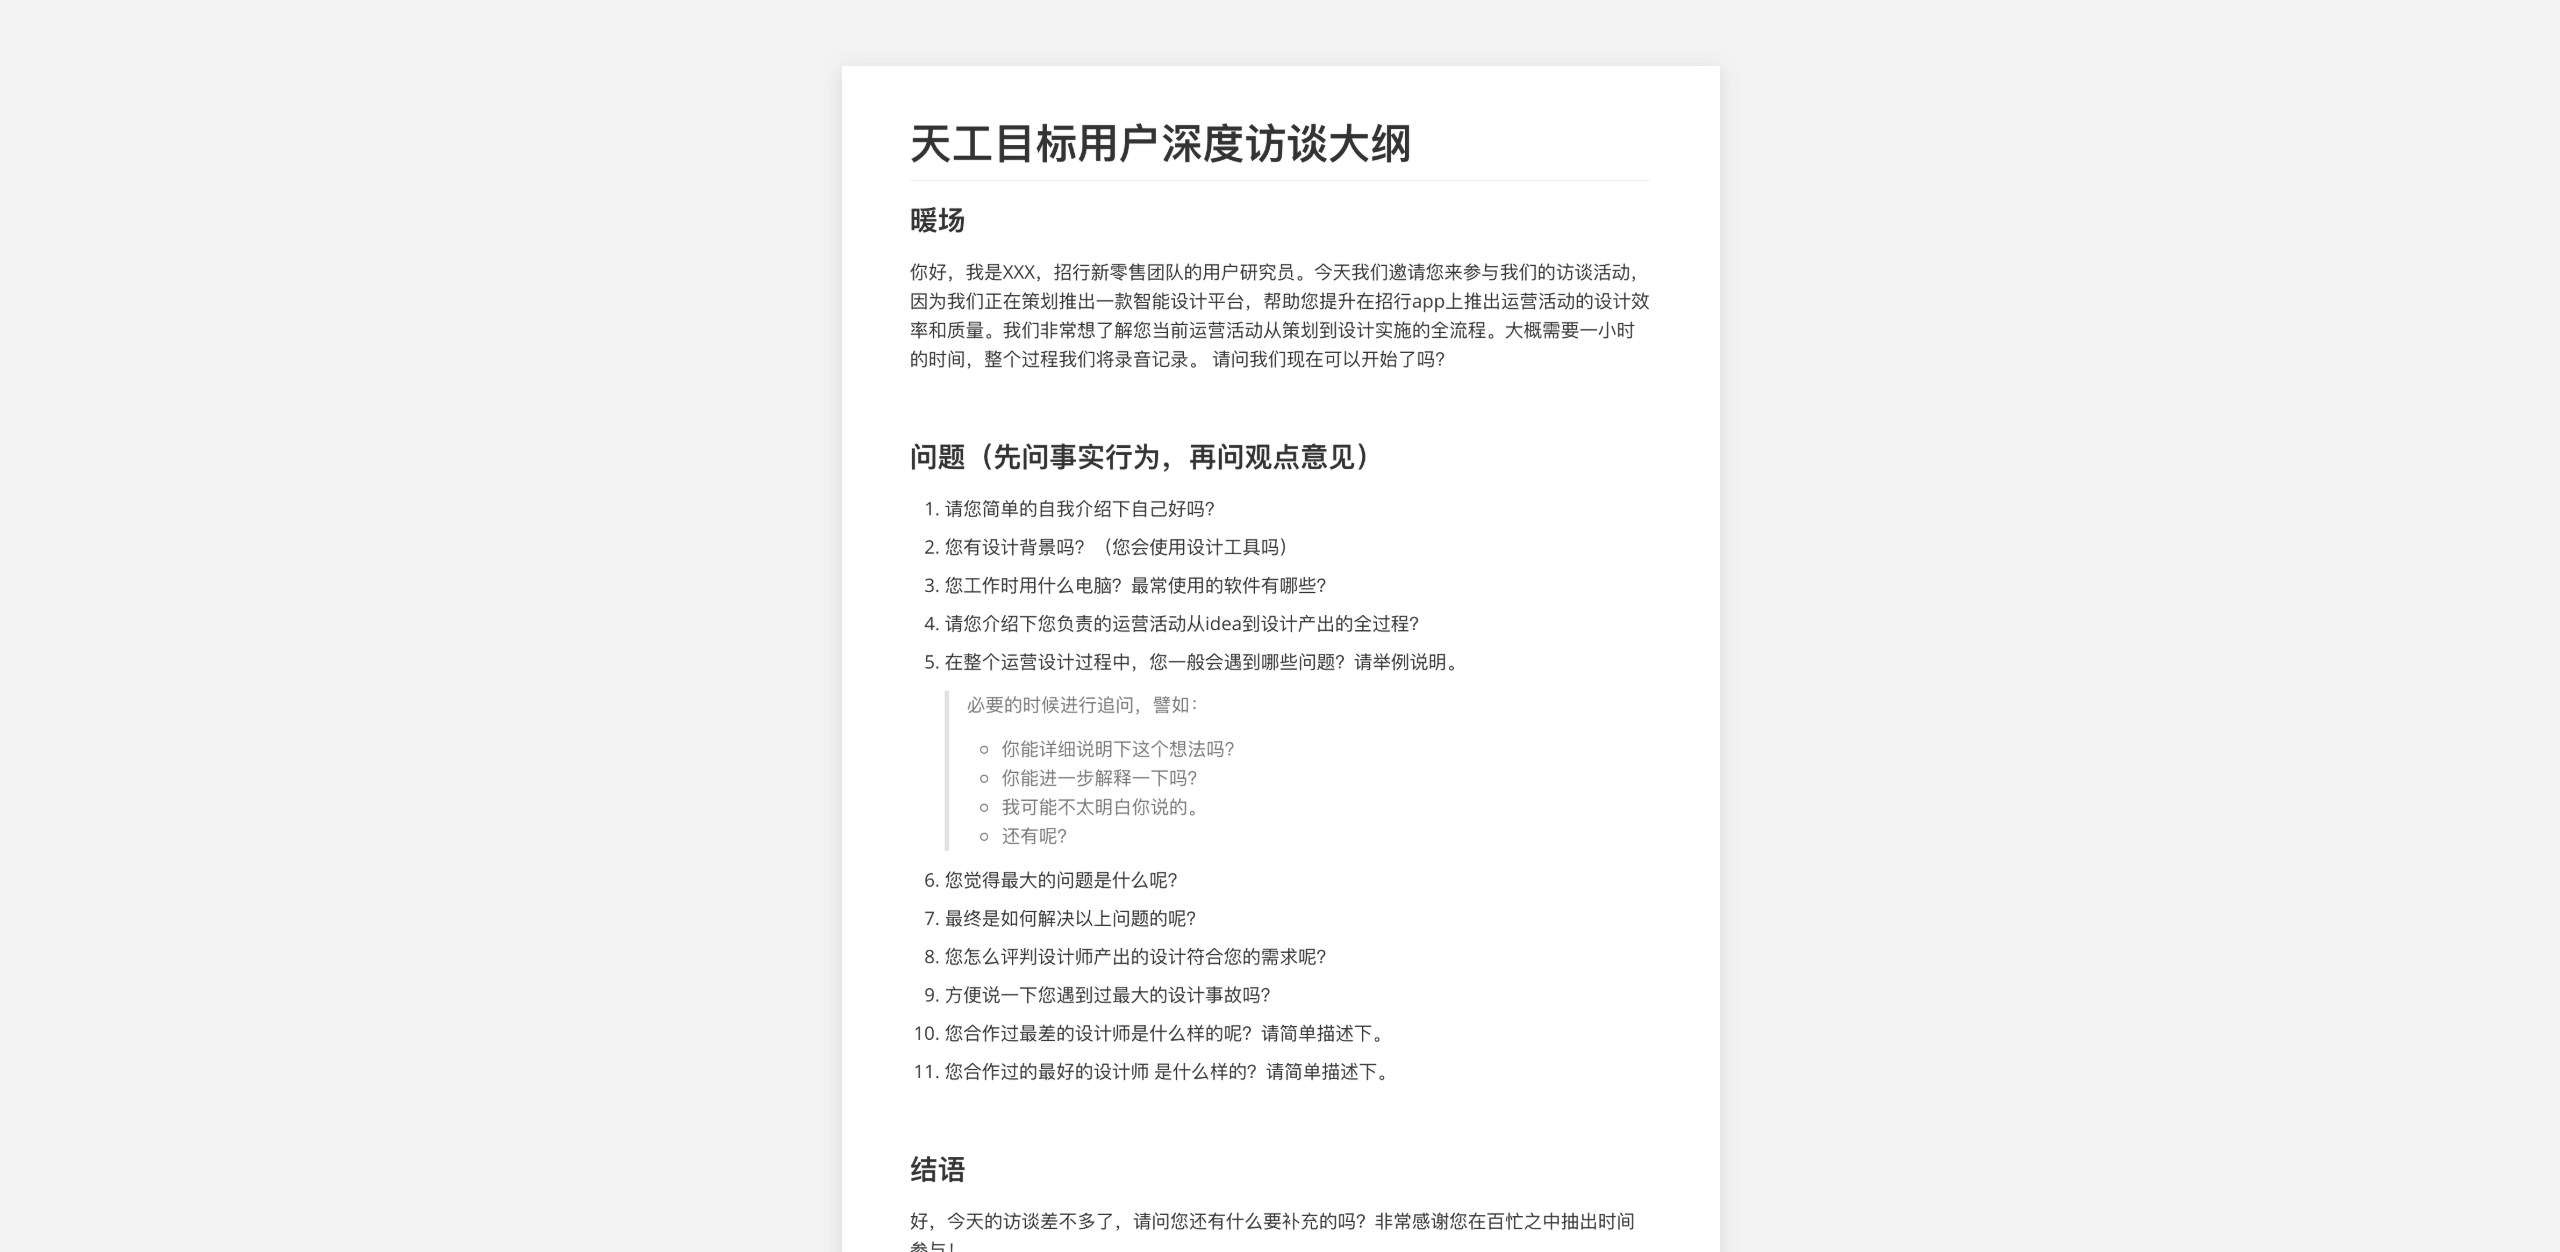 天工目标用户深度访谈大纲
暖场
你好，我是XXX，招行新零售团队的用户研究员。今天我们邀请您来参与我们的访谈活动，
因为我们正在策划推出一款智能设计平台，帮助您提升在招行app上推出运营活动的设计效
率和质量。我们非常想了解您当前运营活动从策划到设计实施的全流程。大概需要一小时
的时间，整个过程我们将录音记录。 请问我们现在可以开始了吗？
问题（先问事实行为，再问观点意见）
1. 请您简单的自我介绍下自己好吗？
2. 您有设计背景吗？（您会使用设计工具吗）
3. 您工作时用什么电脑？最常使用的软件有哪些？
4. 请您介绍下您负责的运营活动从idea到设计产出的全过程？
5. 在整个运营设计过程中，您一般会遇到哪些问题？请举例说明。
必要的时候进行追问，譬如：
○ 你能详细说明下这个想法吗？
○ 你能进一步解释一下吗？
○ 我可能不太明白你说的。
○ 还有呢？
6. 您觉得最大的问题是什么呢？
7. 最终是如何解决以上问题的呢？
8. 您怎么评判设计师产出的设计符合您的需求呢？
9. 方便说一下您遇到过最大的设计事故吗？
10. 您合作过最差的设计师是什么样的呢？请简单描述下。
11. 您合作过的最好的设计师 是什么样的？请简单描述下。
结语
好，今天的访谈差不多了，请问您还有什么要补充的吗？非常感谢您在百忙之中抽出时间
参与！